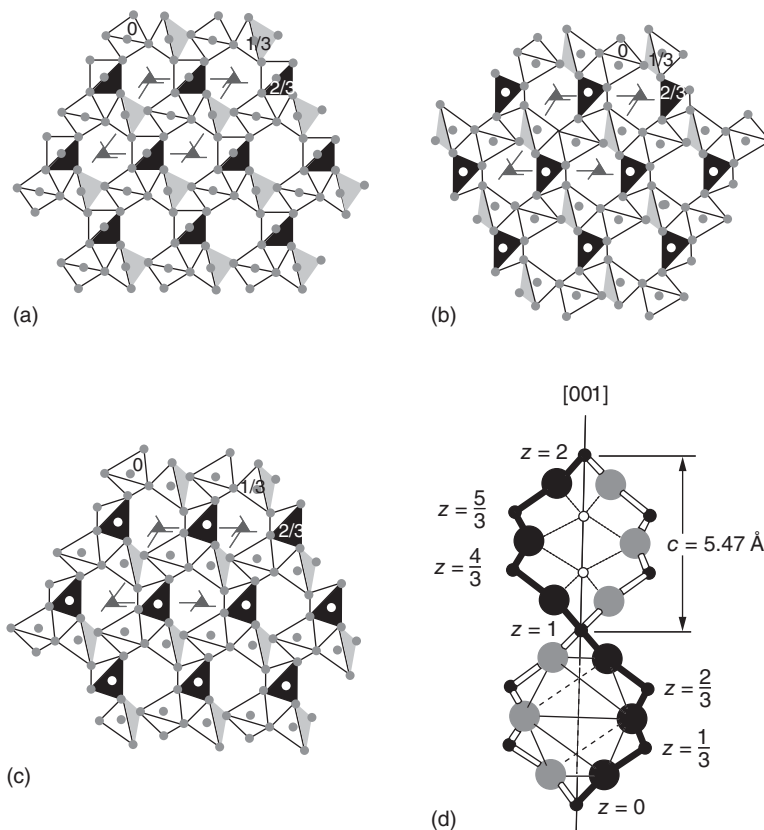 0
1/3
2/3
(a)
0
1/3
2/3
(b)
0
1/3
2/3
(c)
[001]
z = 2
z = 5/3
z = 4/3
c = 5.47 Å
z = 1
z = 2/3
z = 1/3
z = 0
(d)